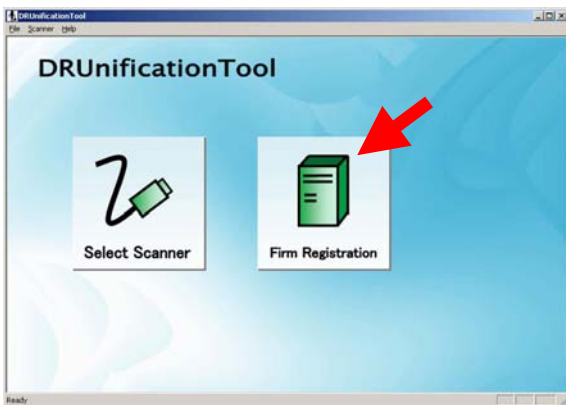 DRUnificationTool
File Scanner Help
DRUnificationTool
Select Scanner
Firm Registration
Ready